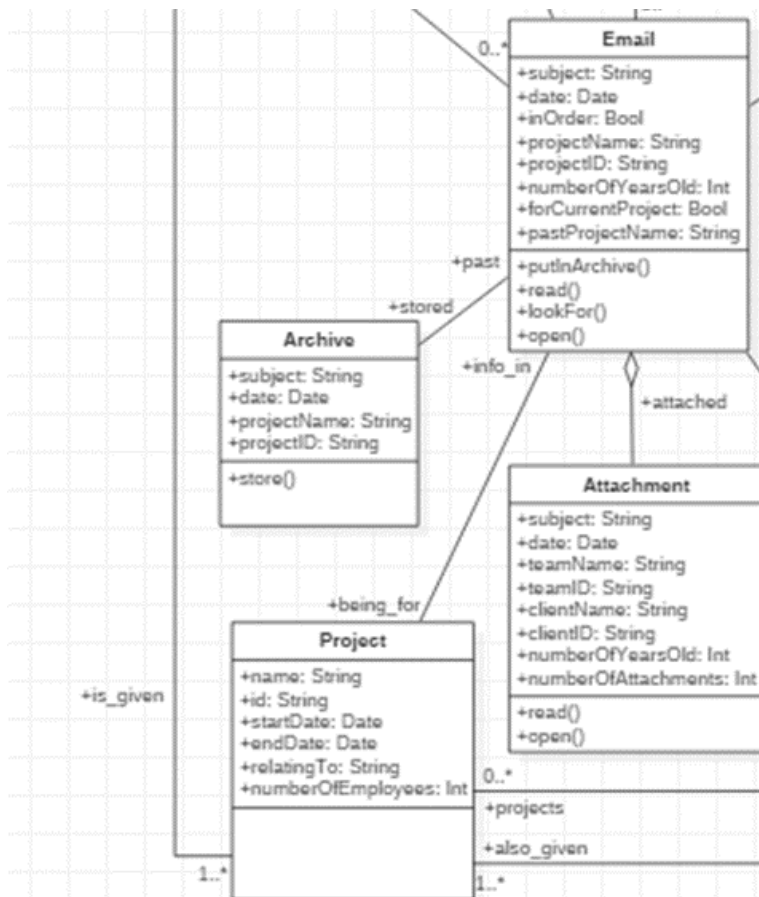 0..*
Email
+subject: String
+date: Date
+inOrder: Bool
+projectName: String
+projectID: String
+numberOfYearsOld: Int
+forCurrentProject: Bool
+pastProjectName: String
+putInArchive()
+read()
+lookFor()
+open()
+past
+stored
Archive
+subject: String
+date: Date
+projectName: String
+projectID: String
+store()
+info_in
+attached
Attachment
+subject: String
+date: Date
+teamName: String
+teamID: String
+clientName: String
+clientID: String
+numberOfYearsOld: Int
+numberOfAttachments: Int
+read()
+open()
+being_for
Project
+name: String
+id: String
+startDate: Date
+endDate: Date
+relatingTo: String
+numberOfEmployees: Int
+is_given
1..*
0..*
+projects
+also_given
1..*